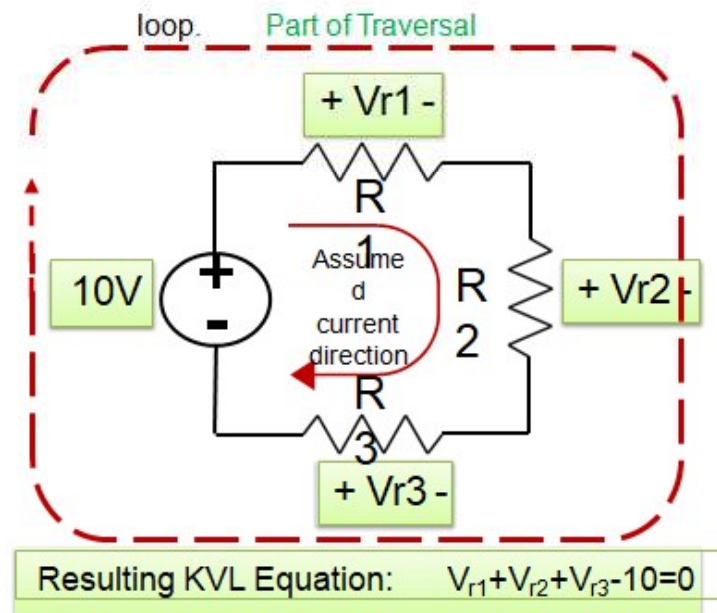 loop. Part of Traversal
+ Vr1 -
R
1
10V
+
-
Assume
d
current
direction
R
2
+ Vr2 -
R
3
+ Vr3 -
Resulting KVL Equation: Vr1+Vr2+Vr3-10=0